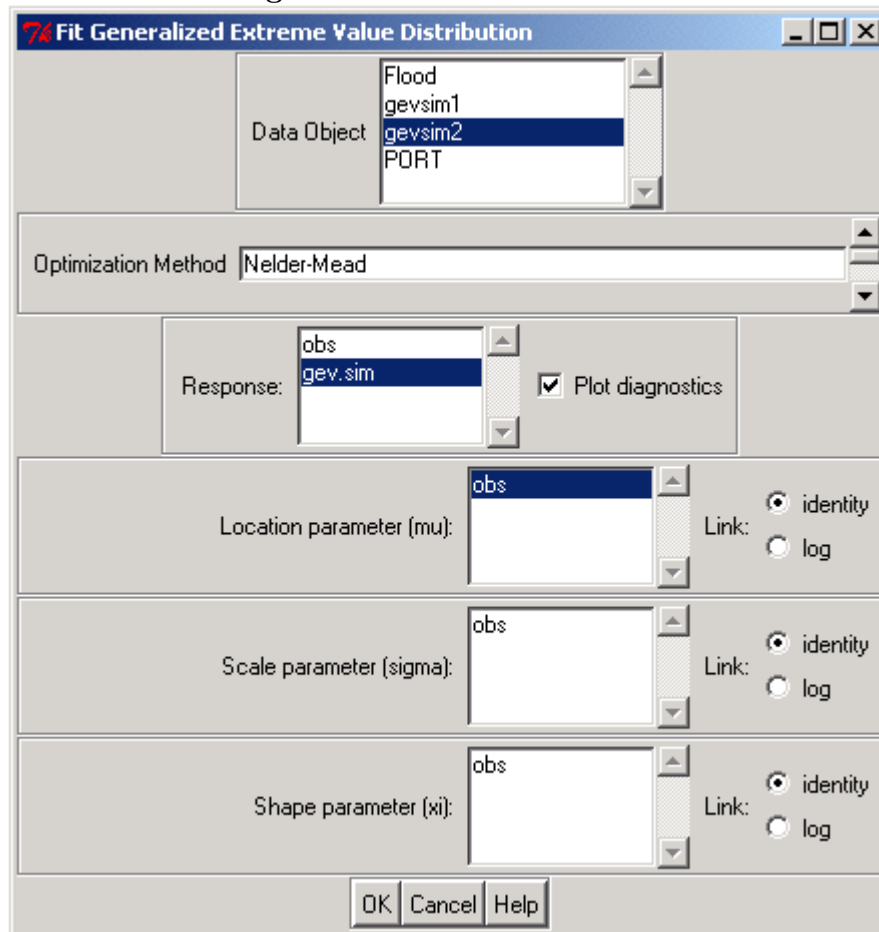 Fit Generalized Extreme Value Distribution
Flood
gevsim1
Data Object gevsim2
PORT
Optimization Method Nelder-Mead
obs
Response: gev.sim Plot diagnostics
obs
identity
Location parameter (mu): Link:
log
obs
identity
Scale parameter (sigma): Link:
log
obs
identity
Shape parameter (xi): Link:
log
OK Cancel Help